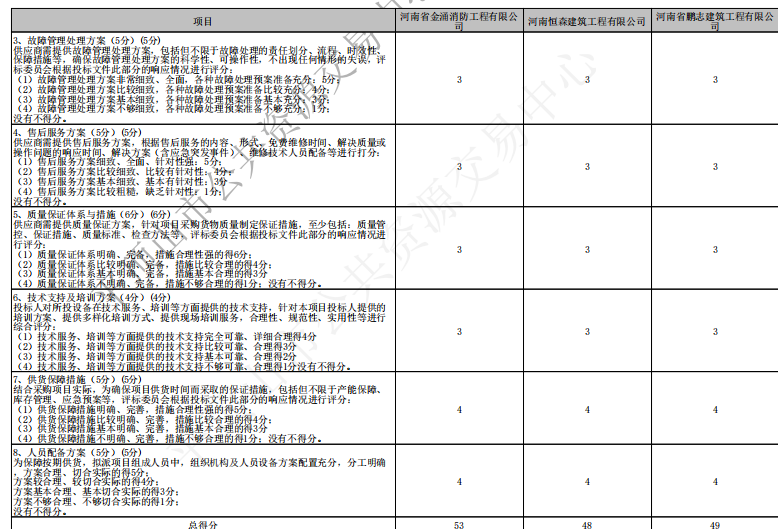 项目 河南省金涌消防工程有限公司 河南恒森建筑工程有限公司 河南省鹏志建筑工程有限公司
3、故障管理处理方案（5分）(5分)
供应商需提供故障管理处理方案，包括但不限于故障处理的责任划分、流程、时效性、
保障措施等，确保故障管理处理方案的科学性、可操作性，不出现任何情形的失误，评
标委员会根据投标文件此部分的响应情况进行评分：
（1）故障管理处理方案非常细致、全面，各种故障处理预案准备充分：5分；
（2）故障管理处理方案比较细致，各种故障处理预案准备比较充分：4分；
（3）故障管理处理方案基本细致，各种故障处理预案准备基本充分：3分；
（4）故障管理处理方案不够细致，各种故障处理预案准备不够充分：1分；
没有不得分。
3 3 3
4、售后服务方案（5分）(5分)
供应商需提供售后服务方案，根据售后服务的内容、形式、免费维修时间、解决质量或
操作问题的响应时间、解决方案（含应急突发事件）、维修技术人员配备等进行打分：
（1）售后服务方案细致、全面、针对性强：5分；
（2）售后服务方案比较细致、比较有针对性：4分；
（3）售后服务方案基本细致、基本有针对性：3分
（4）售后服务方案比较粗糙，缺乏针对性：1分；
没有不得分。
3 3 3
5、质量保证体系与措施（6分）(6分)
供应商需提供质量保证方案，针对项目采购货物质量制定保证措施，至少包括：质量管
控、保证措施、质量标准、检查方法等，评标委员会根据投标文件此部分的响应情况进
行评分：
（1）质量保证体系明确、完备，措施合理性强的得6分；
（2）质量保证体系比较明确、完备，措施比较合理的得4分；
（3）质量保证体系基本明确、完备，措施基本合理的得3分
（4）质量保证体系不明确、完备，措施不够合理的得1分；没有不得分。
3 3 3
6、技术支持及培训方案（4分）(4分)
投标人对所投设备在技术服务、培训等方面提供的技术支持，针对本项目投标人提供的
培训方案、提供多样化培训方式、提供现场培训服务，合理性、规范性、实用性等进行
综合评分：
（1）技术服务、培训等方面提供的技术支持完全可靠、详细合理得4分
（2）技术服务、培训等方面提供的技术支持比较可靠、合理得3分
（3）技术服务、培训等方面提供的技术支持基本可靠、合理得2分
（4）技术服务、培训等方面提供的技术支持不够可靠、合理得1分没有不得分。
3 3 3
7、供货保障措施（5分）(5分)
结合采购项目实际，为确保项目供货时间而采取的保证措施，包括但不限于产能保障、
库存管理、应急预案等，评标委员会根据投标文件此部分的响应情况进行评分：
（1）供货保障措施明确、完善，措施合理性强的得5分；
（2）供货保障措施比较明确、完善，措施比较合理的得4分；
（3）供货保障措施基本明确、完善，措施基本合理的得3分
（4）供货保障措施不明确、完善，措施不够合理的得1分；没有不得分。
4 4 4
8、人员配备方案（5分）(5分)
为保障按期供货，拟派项目组成人员中，组织机构及人员设备方案配置充分，分工明确
，方案合理、切合实际的得5分；
方案较合理、较切合实际的得4分；
方案基本合理、基本切合实际的得3分；
方案不够合理、不够切合实际的得1分；
没有不得分。
4 4 4
总得分 53 48 49